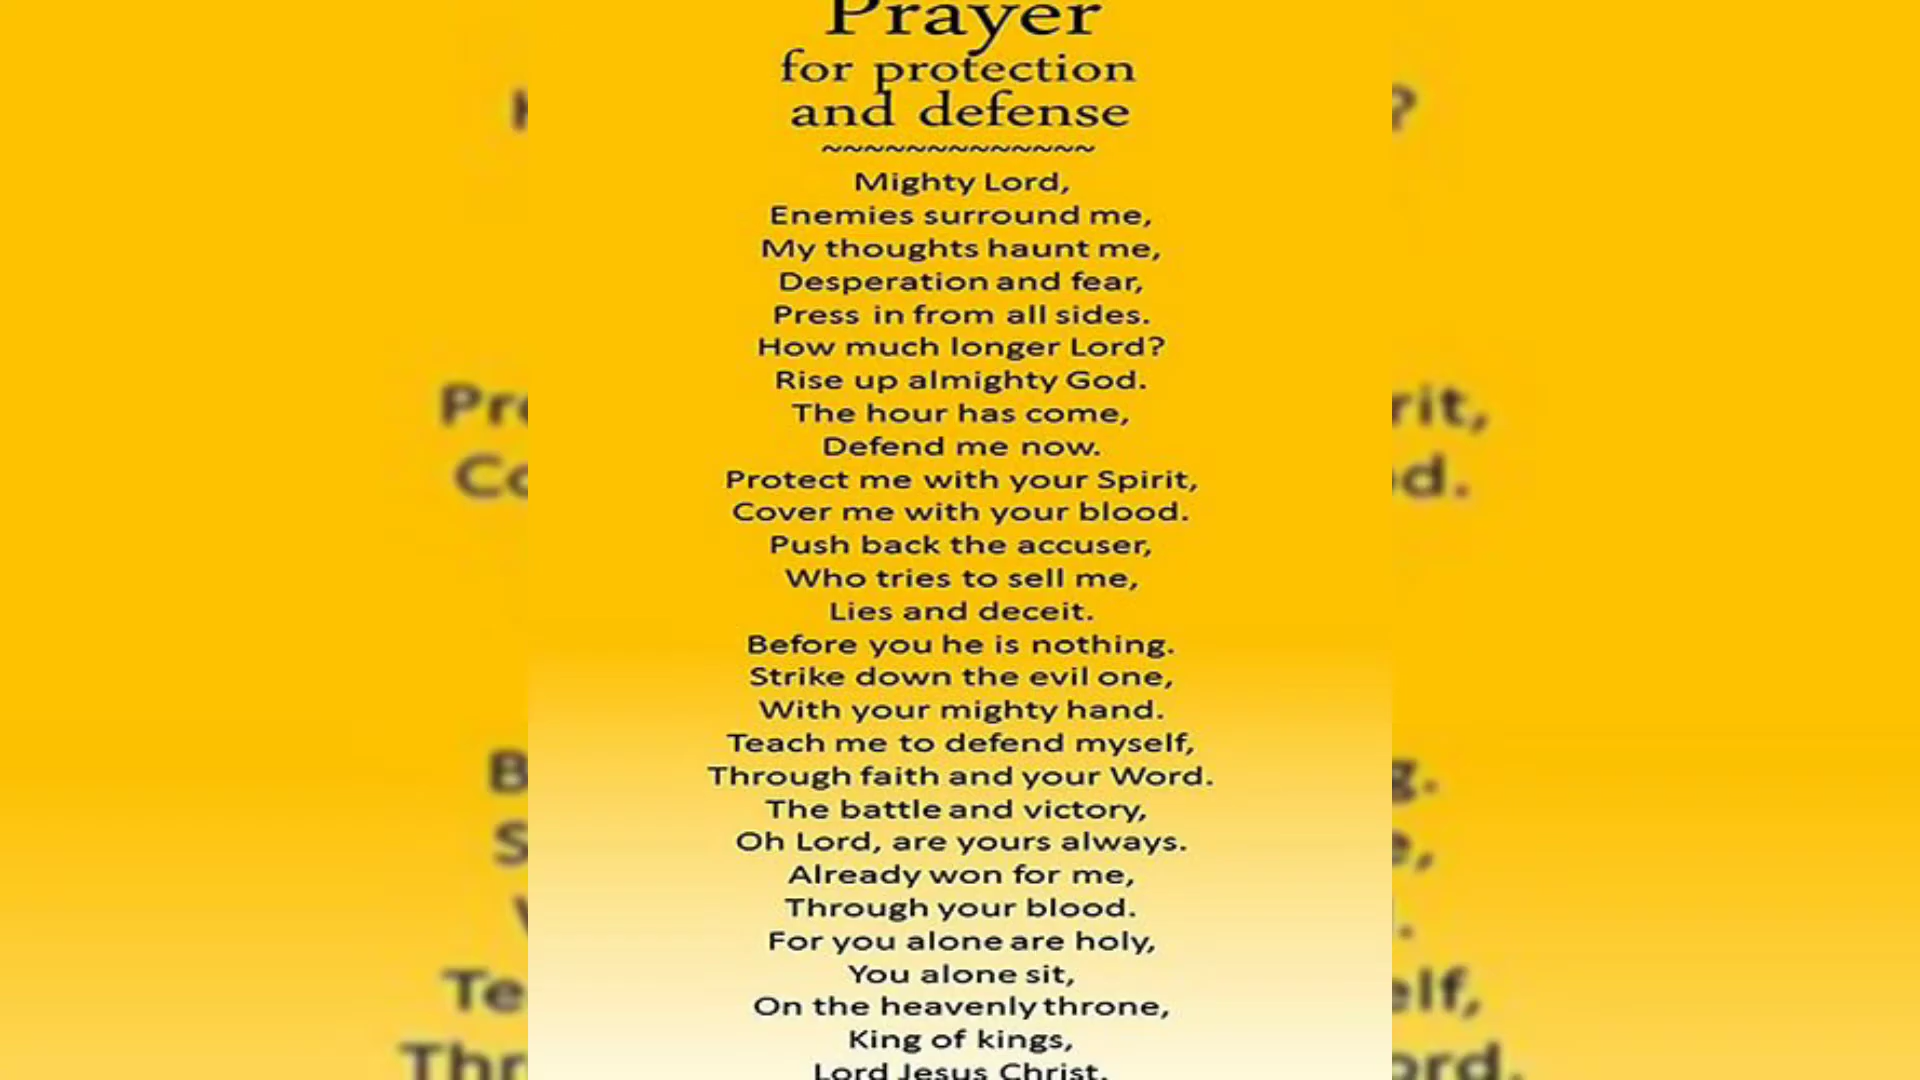 Prayer
for protection
and defense
~~~~~~~~~~~~~
Mighty Lord,
Enemies surround me,
My thoughts haunt me,
Desperation and fear,
Press in from all sides.
How much longer Lord?
Rise up almighty God.
The hour has come,
Defend me now.
Protect me with your Spirit,
Cover me with your blood.
Push back the accuser,
Who tries to sell me,
Lies and deceit.
Before you he is nothing.
Strike down the evil one,
With your mighty hand.
Teach me to defend myself,
Through faith and your Word.
The battle and victory,
Oh Lord, are yours always.
Already won for me,
Through your blood.
For you alone are holy,
You alone sit,
On the heavenly throne,
King of kings,
Lord Jesus Christ.